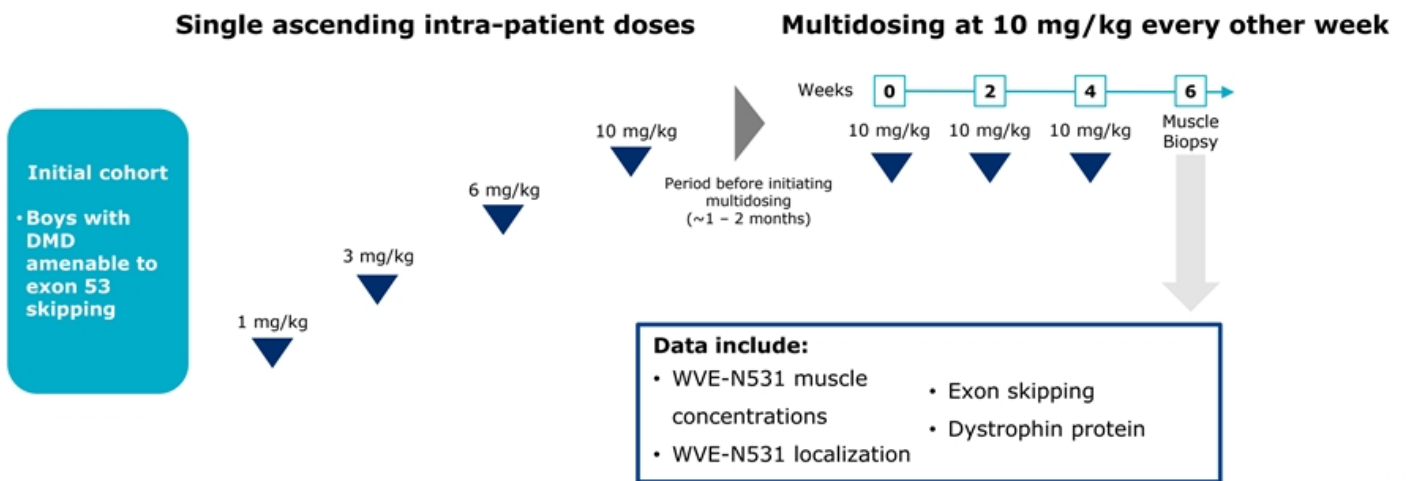 Single ascending intra-patient doses
Multidosing at 10 mg/kg every other week
Initial cohort
• Boys with
DMD
amenable to
exon 53
skipping
1 mg/kg
3 mg/kg
6 mg/kg
10 mg/kg
Period before initiating
multidosing
(~1 – 2 months)
Weeks 0 2 4 6
10 mg/kg 10 mg/kg 10 mg/kg
Muscle
Biopsy
Data include:
• WVE-N531 muscle
concentrations
• WVE-N531 localization
• Exon skipping
• Dystrophin protein